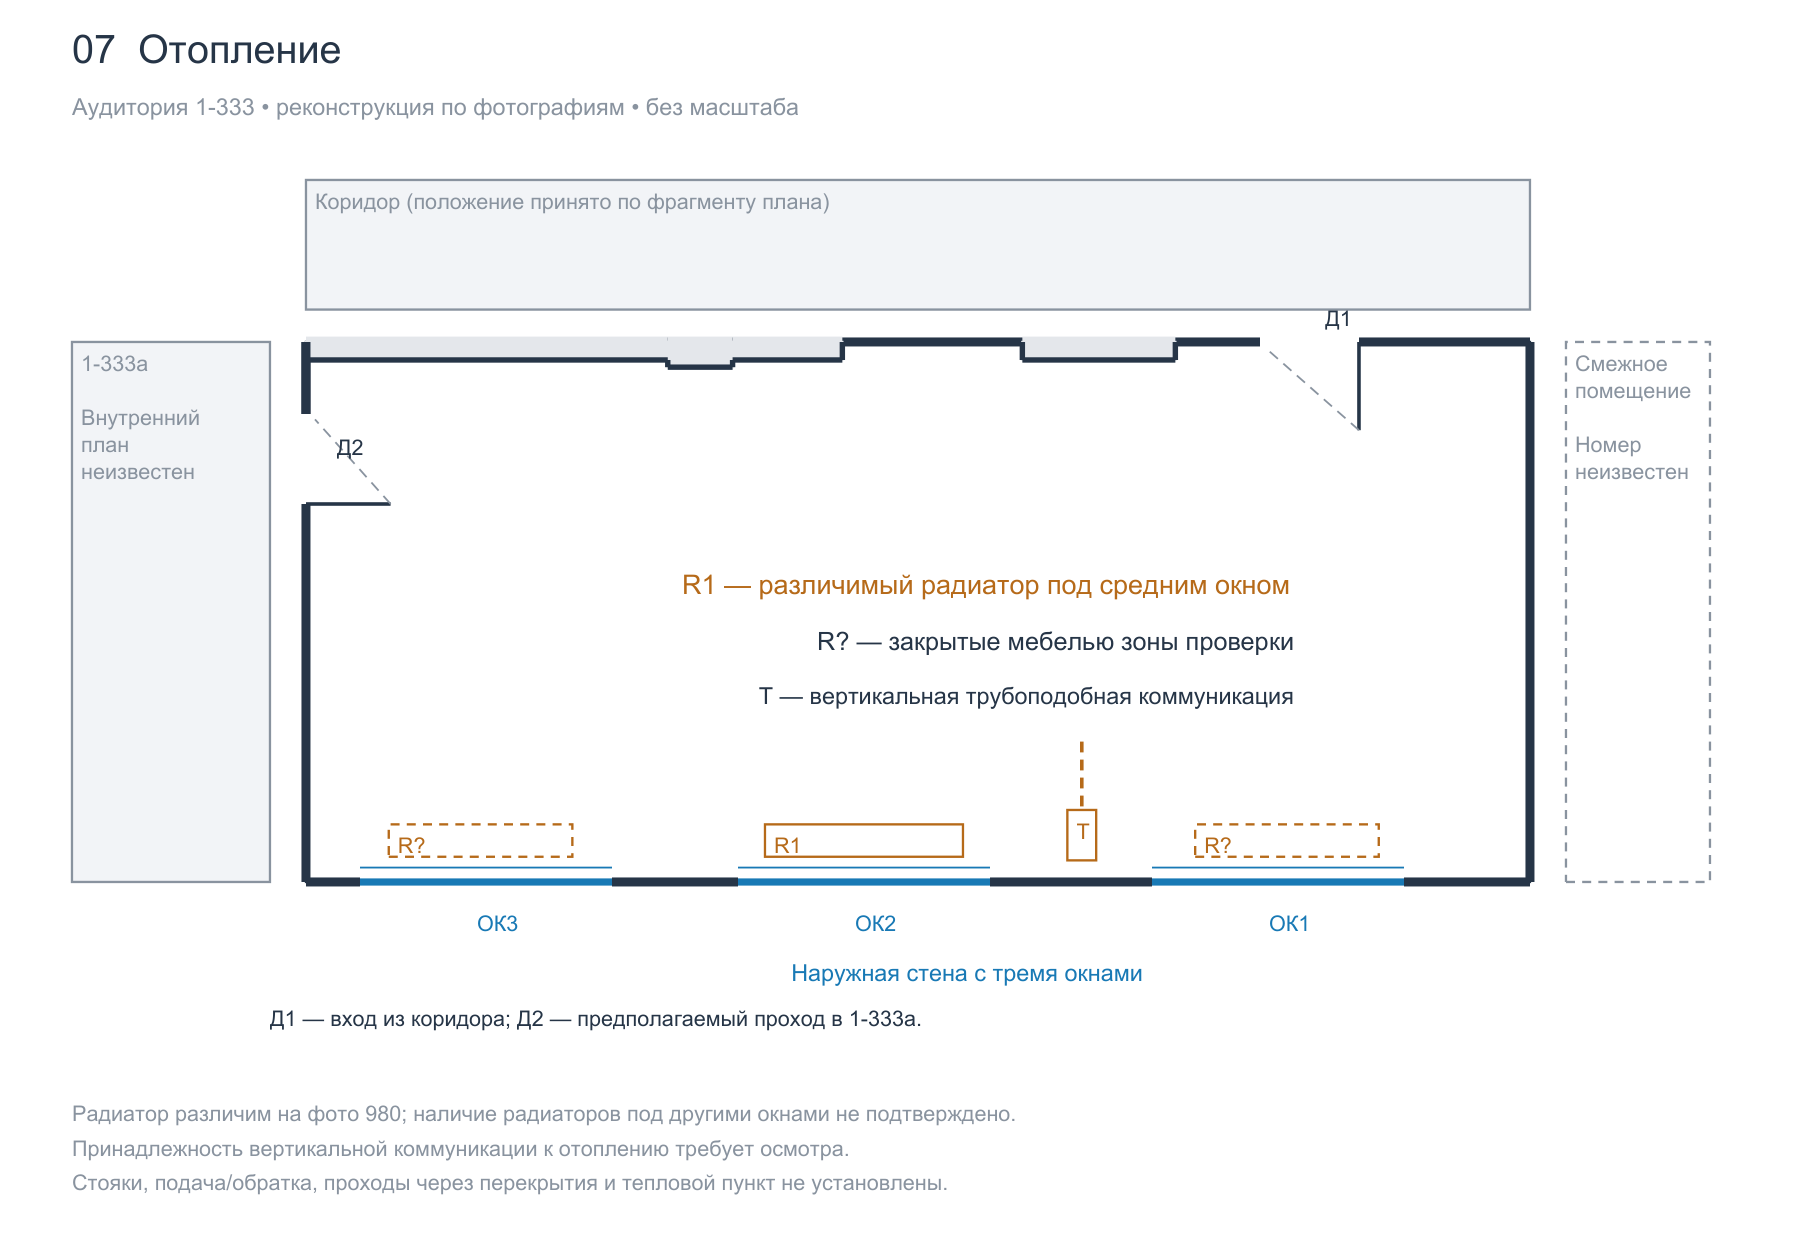 07 Отопление
Аудитория 1-333 • реконструкция по фотографиям • без масштаба
Коридор (положение принято по фрагменту плана)
Д1
1-333а
Внутренний
план
неизвестен
Д2
Смежное
помещение
Номер
неизвестен
R1 — различимый радиатор под средним окном
R? — закрытые мебелью зоны проверки
Т — вертикальная трубоподобная коммуникация
R?
R1
Т
R?
ОК3
ОК2
ОК1
Наружная стена с тремя окнами
Д1 — вход из коридора; Д2 — предполагаемый проход в 1-333а.
Радиатор различим на фото 980; наличие радиаторов под другими окнами не подтверждено.
Принадлежность вертикальной коммуникации к отоплению требует осмотра.
Стояки, подача/обратка, проходы через перекрытия и тепловой пункт не установлены.